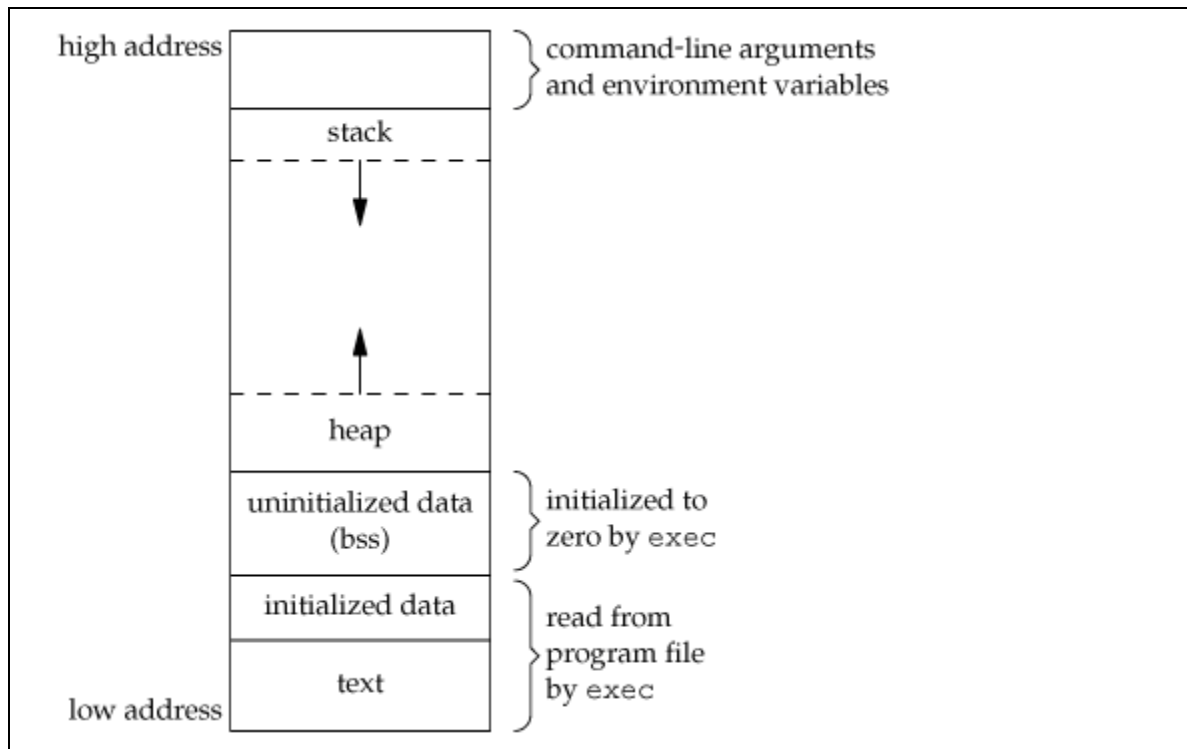 high address
command-line arguments
and environment variables
stack
heap
uninitialized data
(bss)
initialized to
zero by exec
initialized data
read from
program file
by exec
text
low address